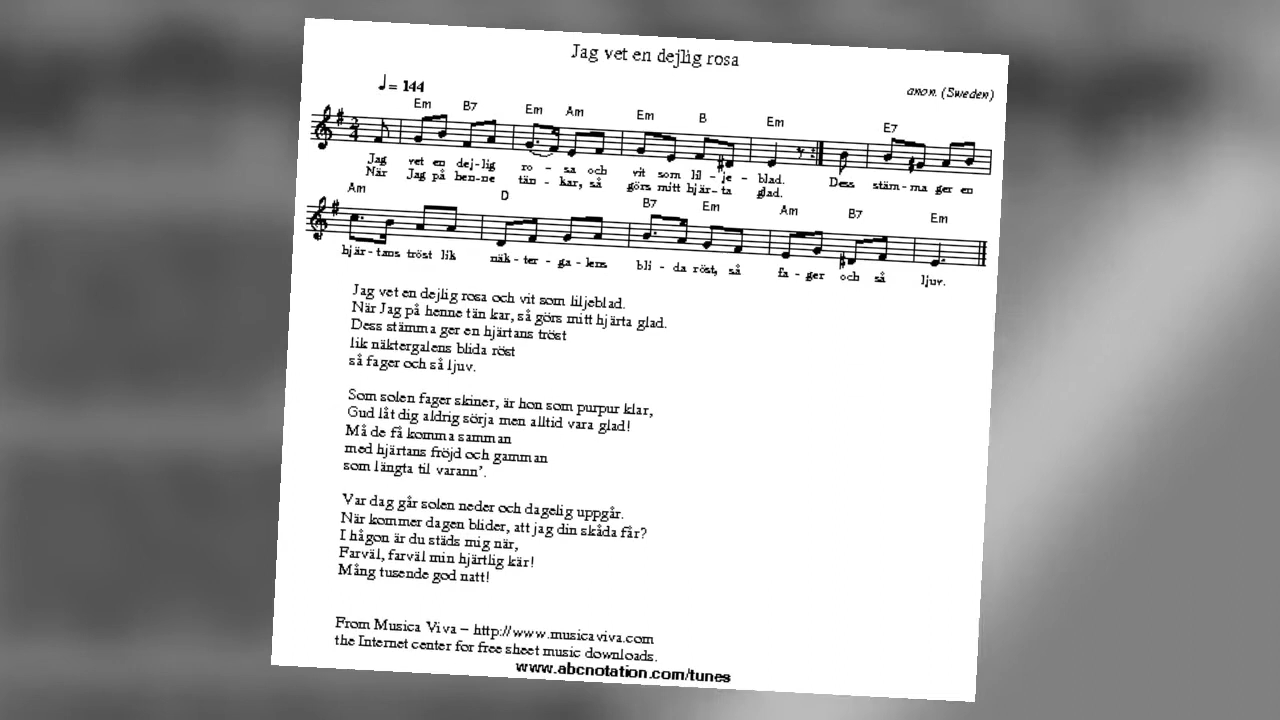 Jag vet en dejlig rosa
♩= 144
anon. (Sweden)
Em B7 Em Am Em B Em E7
2/4
Jag vet en dej-lig ro - sa och vit som lil - je - blad. Dess stäm-ma ger en
När Jag på hen-ne tän - kar, så görs mitt hjär-ta glad.
Am D B7 Em Am B7 Em
hjär-tans tröst lik näk-ter-ga-lens bli - da röst, så fa - ger och så ljuv.
Jag vet en dejlig rosa och vit som liljeblad.
När Jag på henne tän kar, så görs mitt hjärta glad.
Dess stämma ger en hjärtans tröst
lik näktergalens blida röst
så fager och så ljuv.
Som solen fager skiner, är hon som purpur klar,
Gud låt dig aldrig sörja men alltid vara glad!
Må de få komma samman
med hjärtans fröjd och gamman
som längta til varann’.
Var dag går solen neder och dagelig uppgår.
När kommer dagen blider, att jag din skåda får?
I hågon är du städs mig när,
Farväl, farväl min hjärtlig kär!
Mång tusende god natt!
From Musica Viva – http://www.musicaviva.com
the Internet center for free sheet music downloads.
www.abcnotation.com/tunes